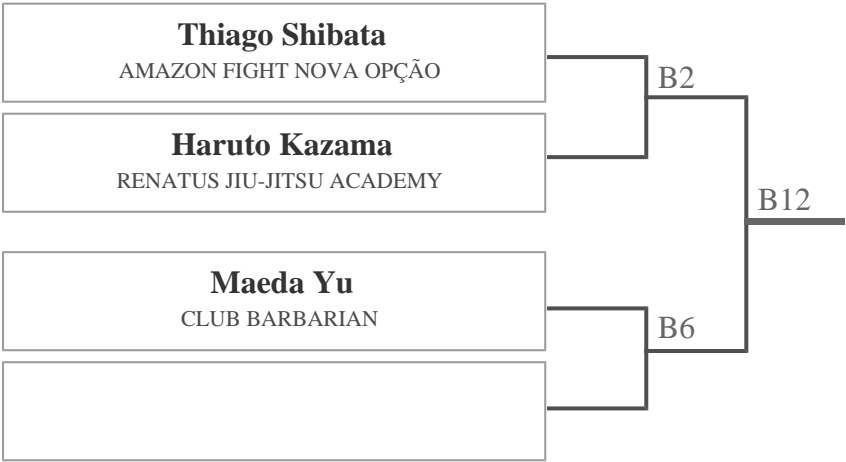 Thiago Shibata
AMAZON FIGHT NOVA OPÇÃO
B2
Haruto Kazama
RENATUS JIU-JITSU ACADEMY
B12
Maeda Yu
CLUB BARBARIAN
B6